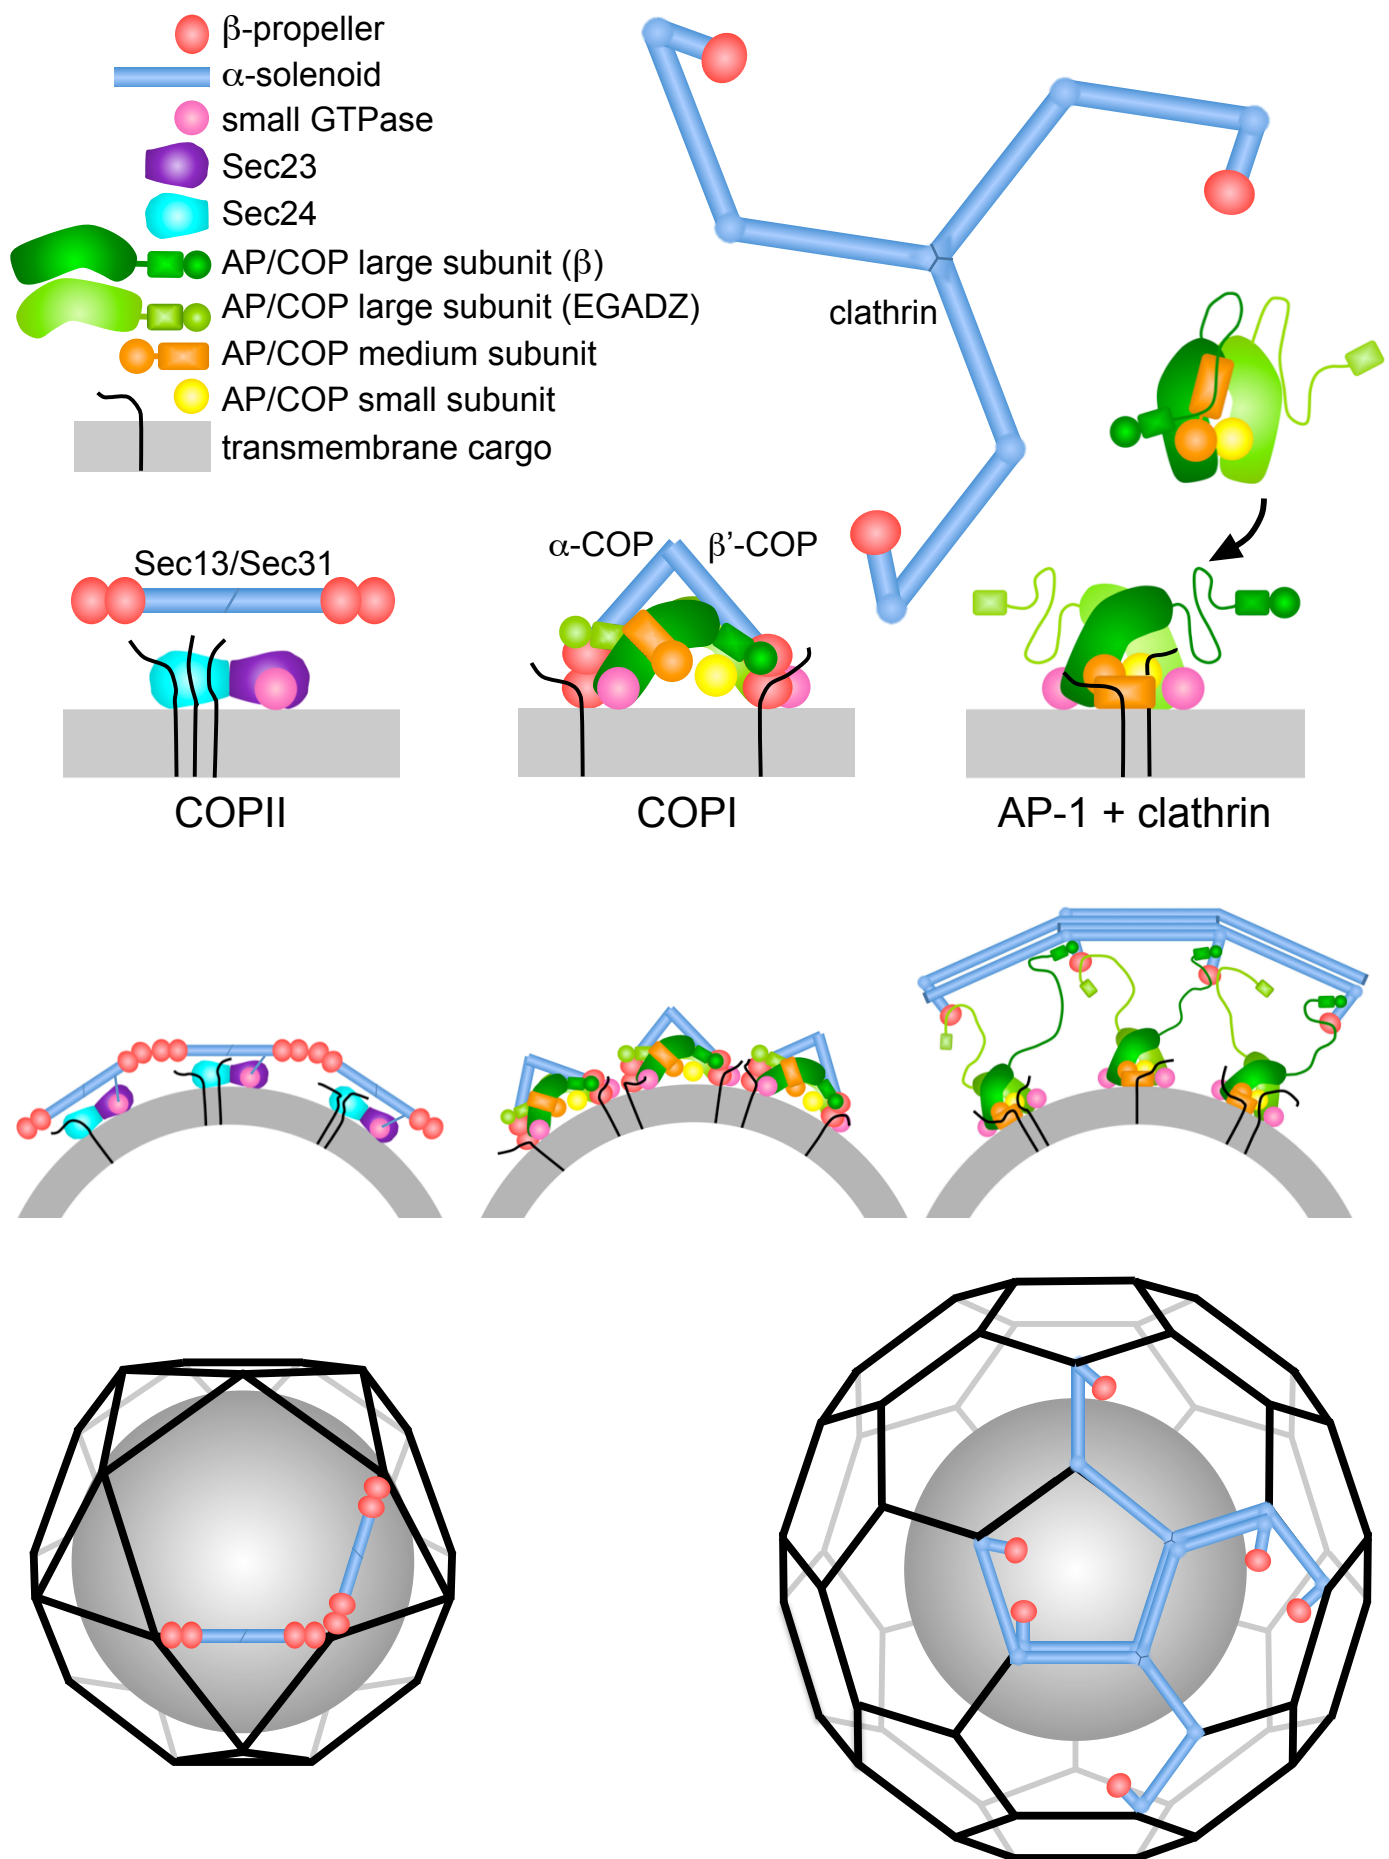 β-propeller
α-solenoid
small GTPase
Sec23
Sec24
AP/COP large subunit (β)
AP/COP large subunit (EGADZ)
AP/COP medium subunit
AP/COP small subunit
transmembrane cargo
clathrin
Sec13/Sec31
α-COP
β’-COP
COPII
COPI
AP-1 + clathrin